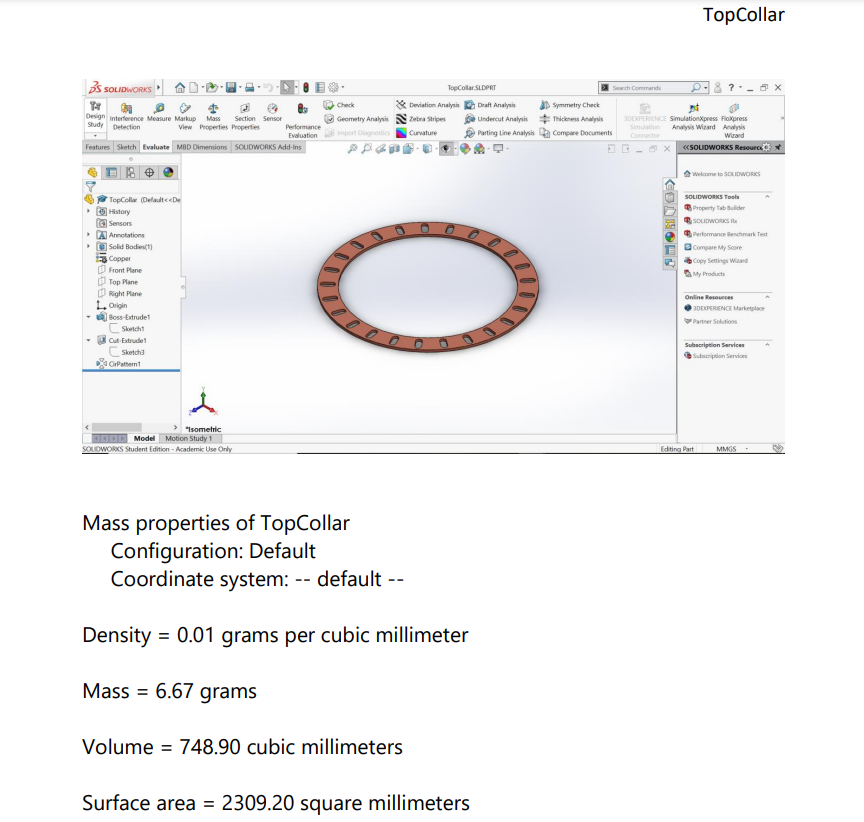 TopCollar
SOLIDWORKS
TopCollar.SLDPRT
Search Commands
Design Study
Interference Detection
Measure
Markup View
Mass Properties
Section Properties
Sensor
Performance Evaluation
Check
Geometry Analysis
Import Diagnostics
Deviation Analysis
Zebra Stripes
Curvature
Draft Analysis
Undercut Analysis
Parting Line Analysis
Symmetry Check
Thickness Analysis
Compare Documents
3DEXPERIENCE Simulation Connector
SimulationXpress Analysis Wizard
FloXpress Analysis Wizard
Features Sketch Evaluate MBD Dimensions SOLIDWORKS Add-Ins
TopCollar (Default<<De
History
Sensors
Annotations
Solid Bodies(1)
Copper
Front Plane
Top Plane
Right Plane
Origin
Boss-Extrude1
Sketch1
Cut-Extrude1
Sketch3
CirPattern1
*Isometric
Model Motion Study 1
SOLIDWORKS Student Edition - Academic Use Only
Editing Part MMGS
SOLIDWORKS Resourc
Welcome to SOLIDWORKS
SOLIDWORKS Tools
Property Tab Builder
SOLIDWORKS Rx
Performance Benchmark Test
Compare My Score
Copy Settings Wizard
My Products
Online Resources
3DEXPERIENCE Marketplace
Partner Solutions
Subscription Services
Subscription Services
Mass properties of TopCollar
Configuration: Default
Coordinate system: -- default --
Density = 0.01 grams per cubic millimeter
Mass = 6.67 grams
Volume = 748.90 cubic millimeters
Surface area = 2309.20 square millimeters